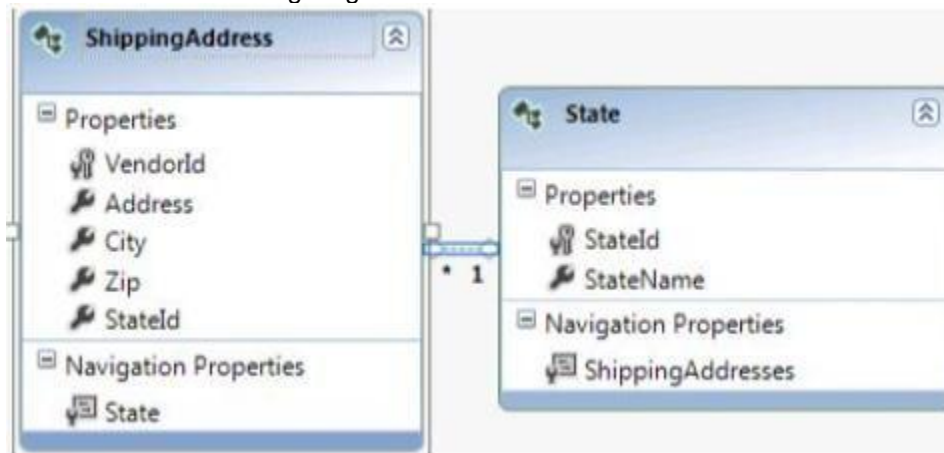 ShippingAddress
Properties
VendorId
Address
City
Zip
StateId
Navigation Properties
State
* 1
State
Properties
StateId
StateName
Navigation Properties
ShippingAddresses